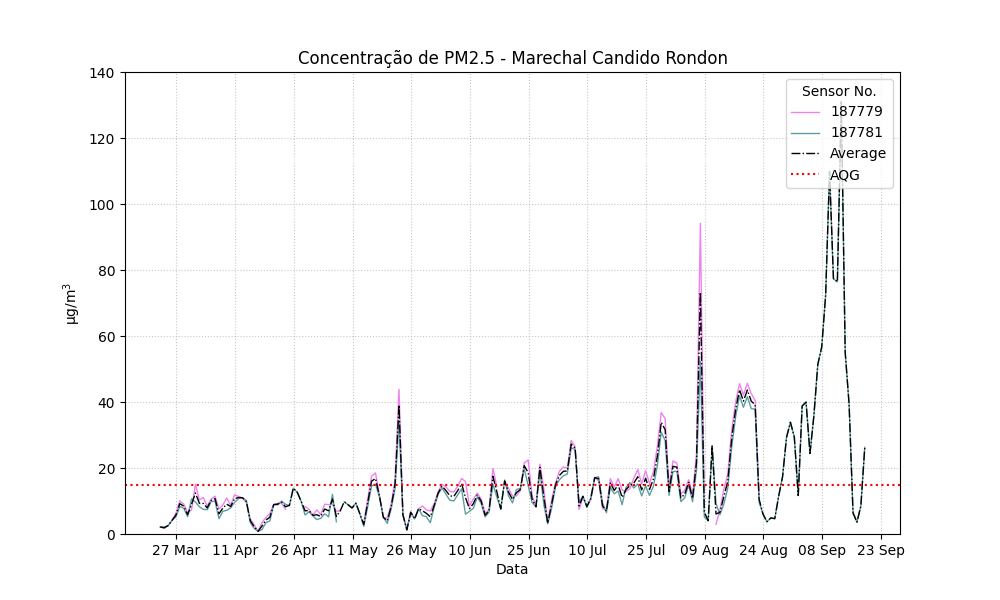 Concentração de PM2.5 - Marechal Candido Rondon
140
120
100
80
60
40
20
0
µg/m³
Sensor No.
187779
187781
Average
AQG
27 Mar
11 Apr
26 Apr
11 May
26 May
10 Jun
25 Jun
10 Jul
25 Jul
09 Aug
24 Aug
08 Sep
23 Sep
Data